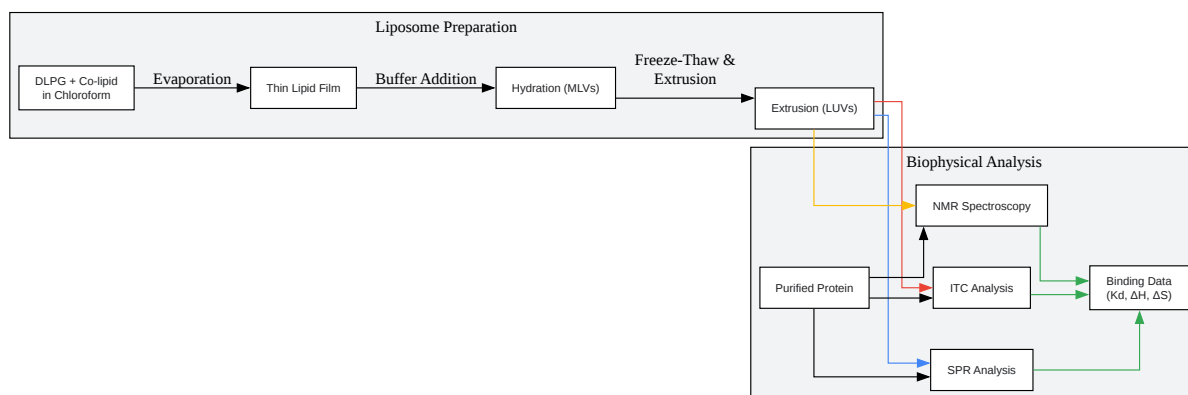 Liposome Preparation
DLPG + Co-lipid
in Chloroform
Evaporation
Thin Lipid Film
Buffer Addition
Hydration (MLVs)
Freeze-Thaw &
Extrusion
Extrusion (LUVs)
Biophysical Analysis
NMR Spectroscopy
Purified Protein
ITC Analysis
Binding Data
(Kd, ΔH, ΔS)
SPR Analysis